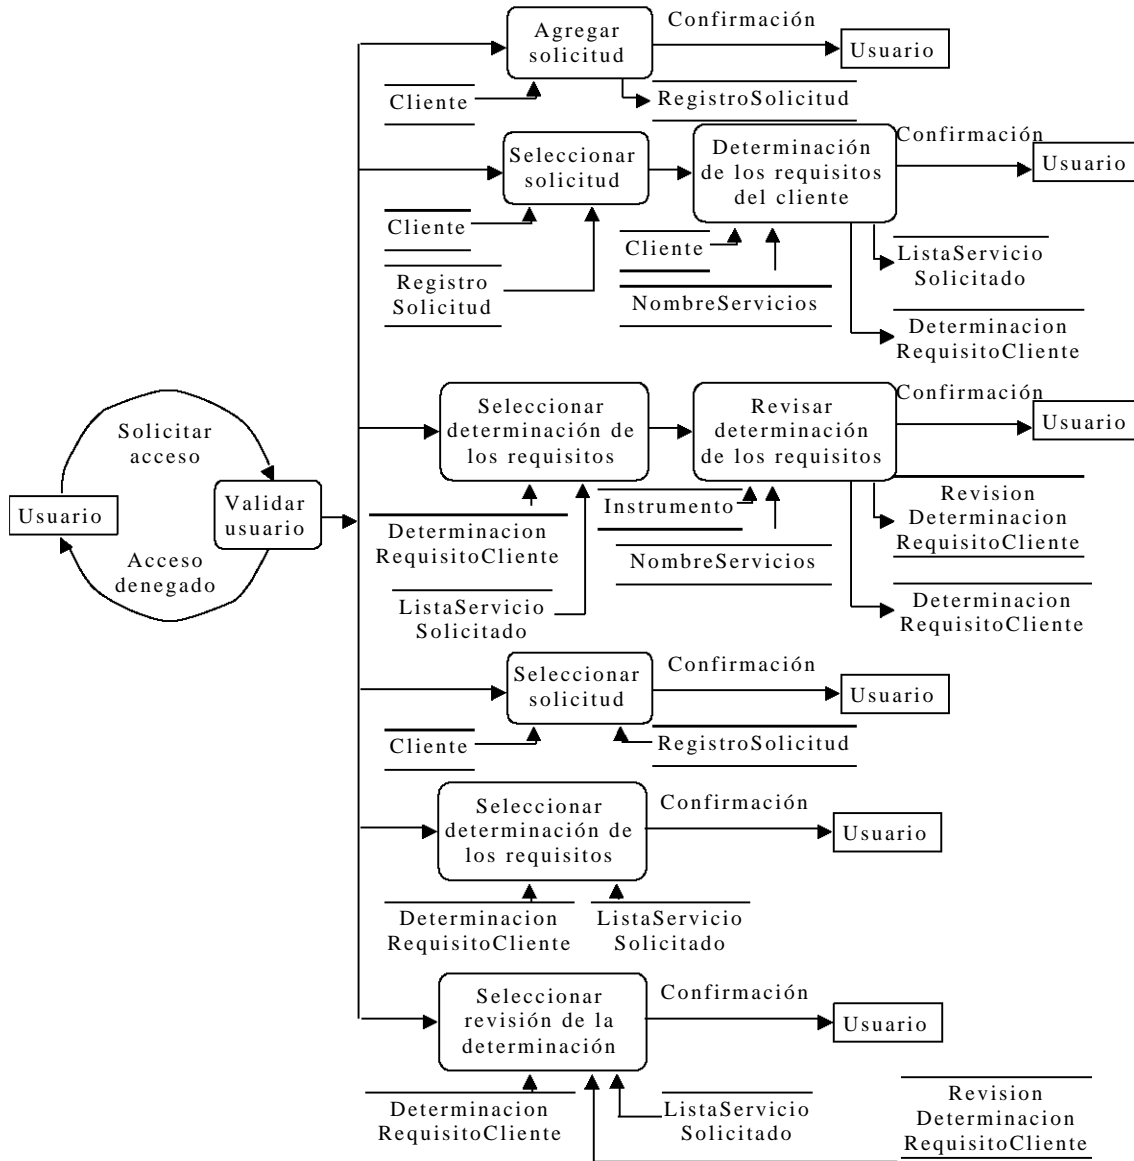 Confirmación
Agregar
solicitud
Usuario
Cliente
RegistroSolicitud
Confirmación
Seleccionar
solicitud
Determinación
de los requisitos
del cliente
Usuario
Cliente
Cliente
ListaServicio
Solicitado
Registro
Solicitud
NombreServicios
Determinacion
RequisitoCliente
Confirmación
Seleccionar
determinación de
los requisitos
Revisar
determinación
de los requisitos
Usuario
Solicitar
acceso
Usuario
Validar
usuario
Acceso
denegado
Instrumento
Revision
Determinacion
RequisitoCliente
Determinacion
RequisitoCliente
NombreServicios
ListaServicio
Solicitado
Determinacion
RequisitoCliente
Confirmación
Seleccionar
solicitud
Usuario
Cliente
RegistroSolicitud
Confirmación
Seleccionar
determinación de
los requisitos
Usuario
Determinacion
RequisitoCliente
ListaServicio
Solicitado
Confirmación
Seleccionar
revisión de la
determinación
Usuario
Determinacion
RequisitoCliente
ListaServicio
Solicitado
Revision
Determinacion
RequisitoCliente